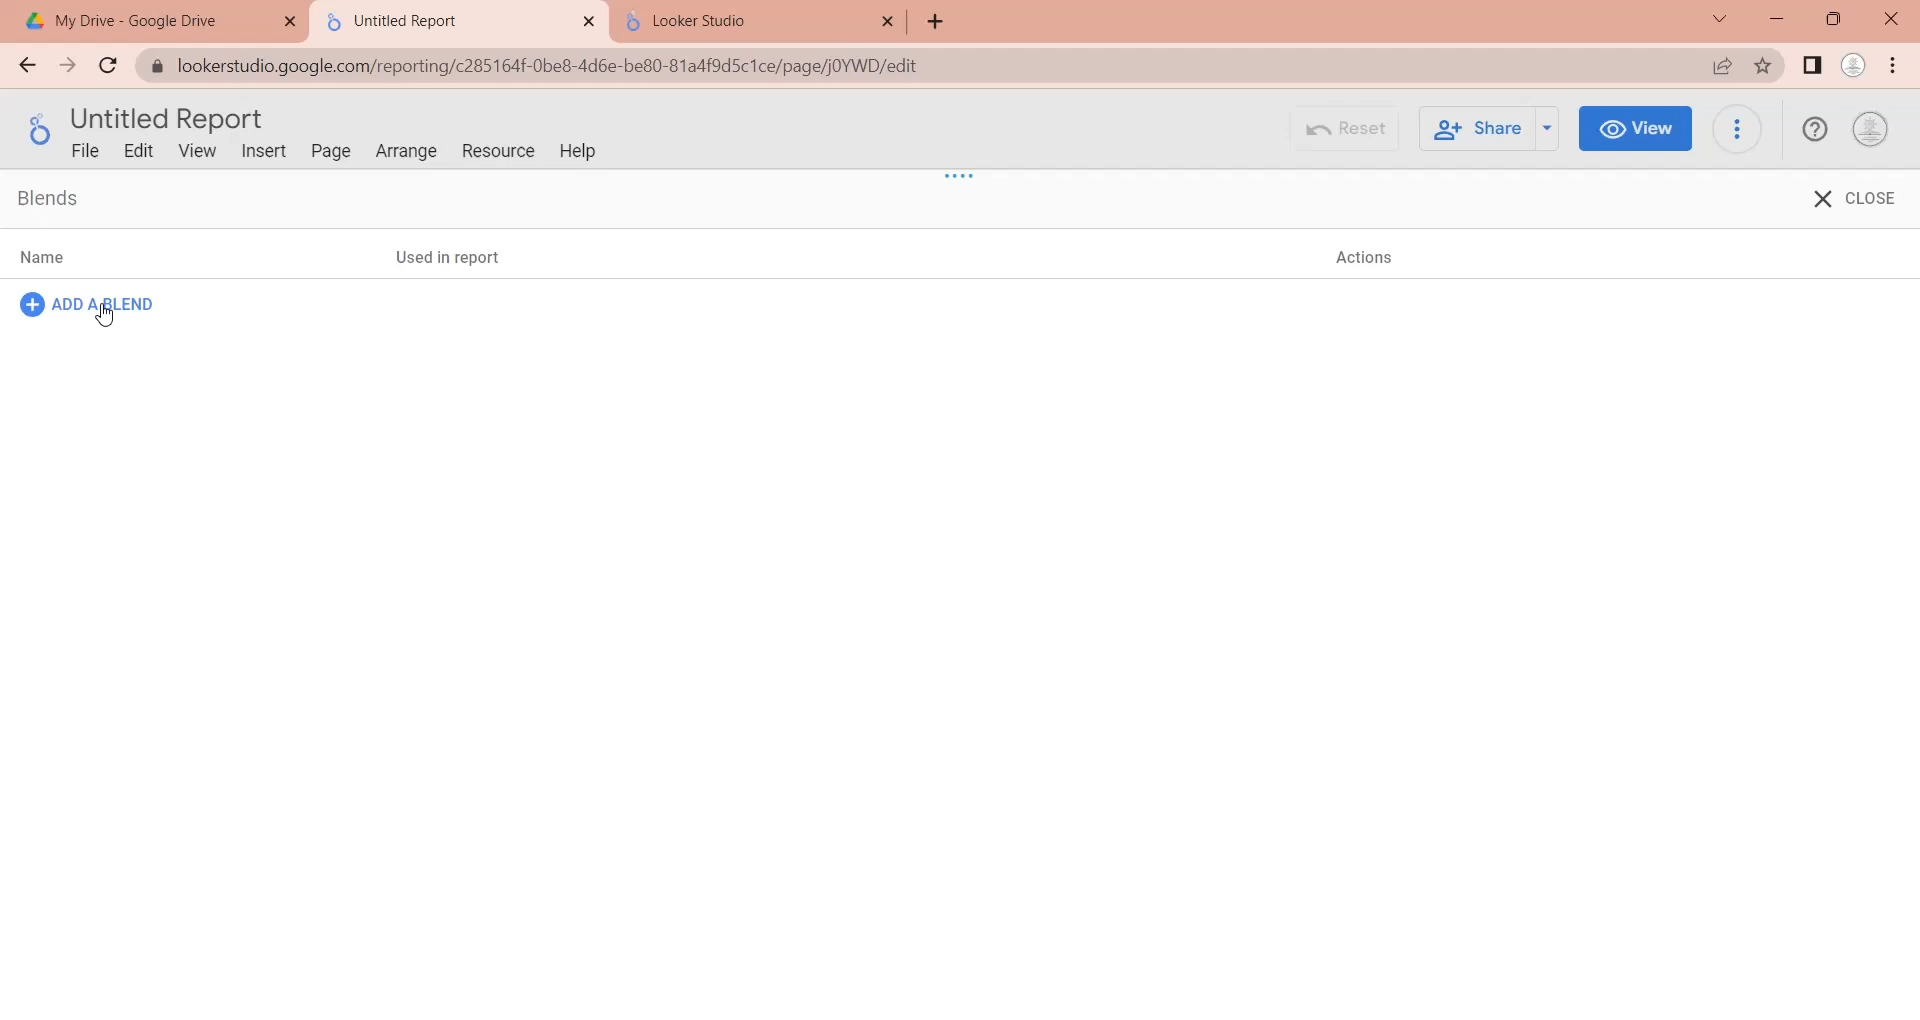 My Drive - Google Drive
Untitled Report
Looker Studio
lookerstudio.google.com/reporting/c285164f-0be8-4d6e-be80-81a4f9d5c1ce/page/j0YWD/edit
Untitled Report
File Edit View Insert Page Arrange Resource Help
Reset
Share
View
Blends
CLOSE
Name Used in report Actions
ADD A BLEND